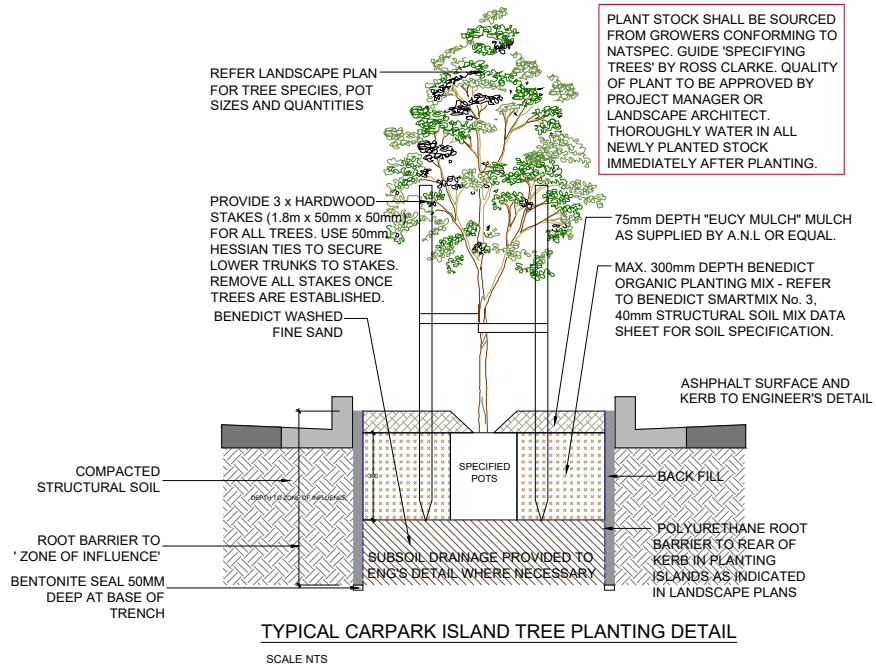 PLANT STOCK SHALL BE SOURCED
FROM GROWERS CONFORMING TO
NATSPEC. GUIDE 'SPECIFYING
TREES' BY ROSS CLARKE. QUALITY
OF PLANT TO BE APPROVED BY
PROJECT MANAGER OR
LANDSCAPE ARCHITECT.
THOROUGHLY WATER IN ALL
NEWLY PLANTED STOCK
IMMEDIATELY AFTER PLANTING.
REFER LANDSCAPE PLAN
FOR TREE SPECIES, POT
SIZES AND QUANTITIES
PROVIDE 3 x HARDWOOD
STAKES (1.8m x 50mm x 50mm)
FOR ALL TREES. USE 50mm
HESSIAN TIES TO SECURE
LOWER TRUNKS TO STAKES.
REMOVE ALL STAKES ONCE
TREES ARE ESTABLISHED.
BENEDICT WASHED
FINE SAND
75mm DEPTH "EUCY MULCH" MULCH
AS SUPPLIED BY A.N.L OR EQUAL.
MAX. 300mm DEPTH BENEDICT
ORGANIC PLANTING MIX - REFER
TO BENEDICT SMARTMIX No. 3,
40mm STRUCTURAL SOIL MIX DATA
SHEET FOR SOIL SPECIFICATION.
ASHPHALT SURFACE AND
KERB TO ENGINEER'S DETAIL
COMPACTED
STRUCTURAL SOIL
DEPTH TO ZONE OF INFLUENCE
300
SPECIFIED
POTS
BACK FILL
ROOT BARRIER TO
' ZONE OF INFLUENCE'
BENTONITE SEAL 50MM
DEEP AT BASE OF
TRENCH
SUBSOIL DRAINAGE PROVIDED TO
ENG'S DETAIL WHERE NECESSARY
POLYURETHANE ROOT
BARRIER TO REAR OF
KERB IN PLANTING
ISLANDS AS INDICATED
IN LANDSCAPE PLANS
TYPICAL CARPARK ISLAND TREE PLANTING DETAIL
SCALE NTS